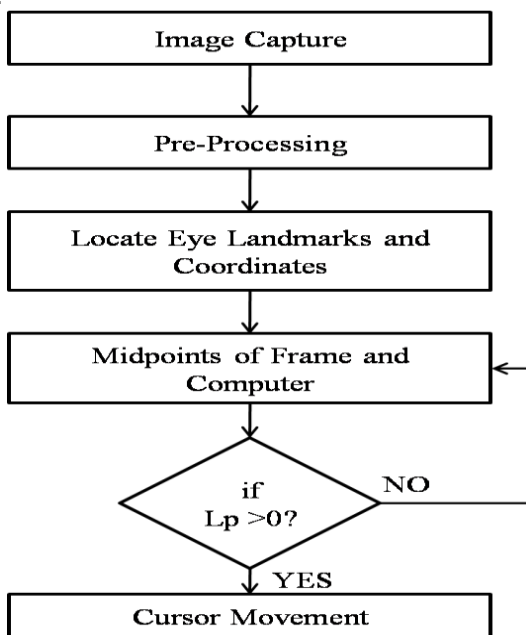 Image Capture
Pre-Processing
Locate Eye Landmarks and
Coordinates
Midpoints of Frame and
Computer
if
Lp >0?
NO
YES
Cursor Movement